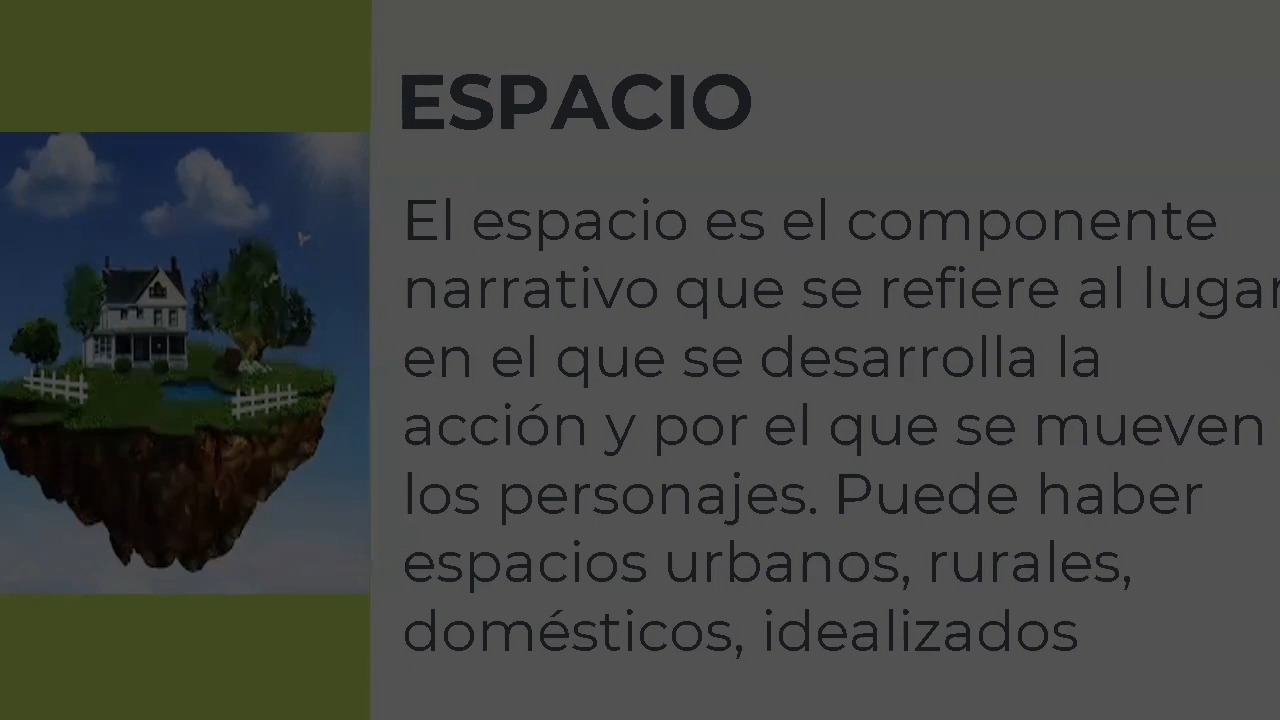 ESPACIO
El espacio es el componente
narrativo que se refiere al lugar
en el que se desarrolla la
acción y por el que se mueven
los personajes. Puede haber
espacios urbanos, rurales,
domésticos, idealizados